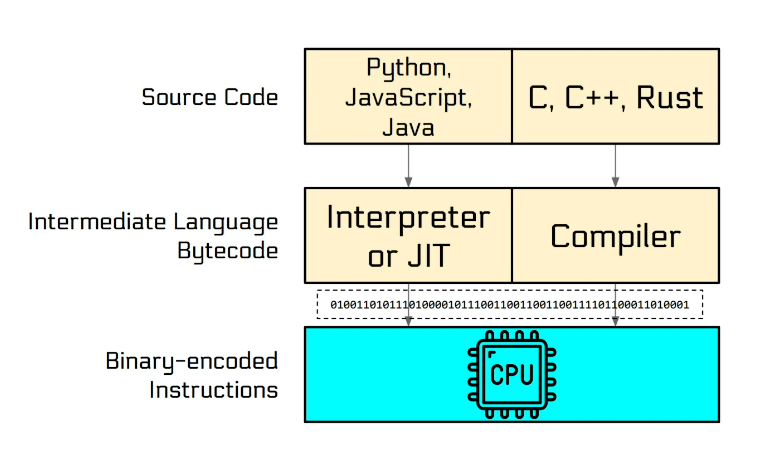 Source Code
Python,
JavaScript,
Java
C, C++, Rust
Intermediate Language
Bytecode
Interpreter
or JIT
Compiler
0100110101110100001011100110011001100111101100011010001
Binary-encoded
Instructions
CPU